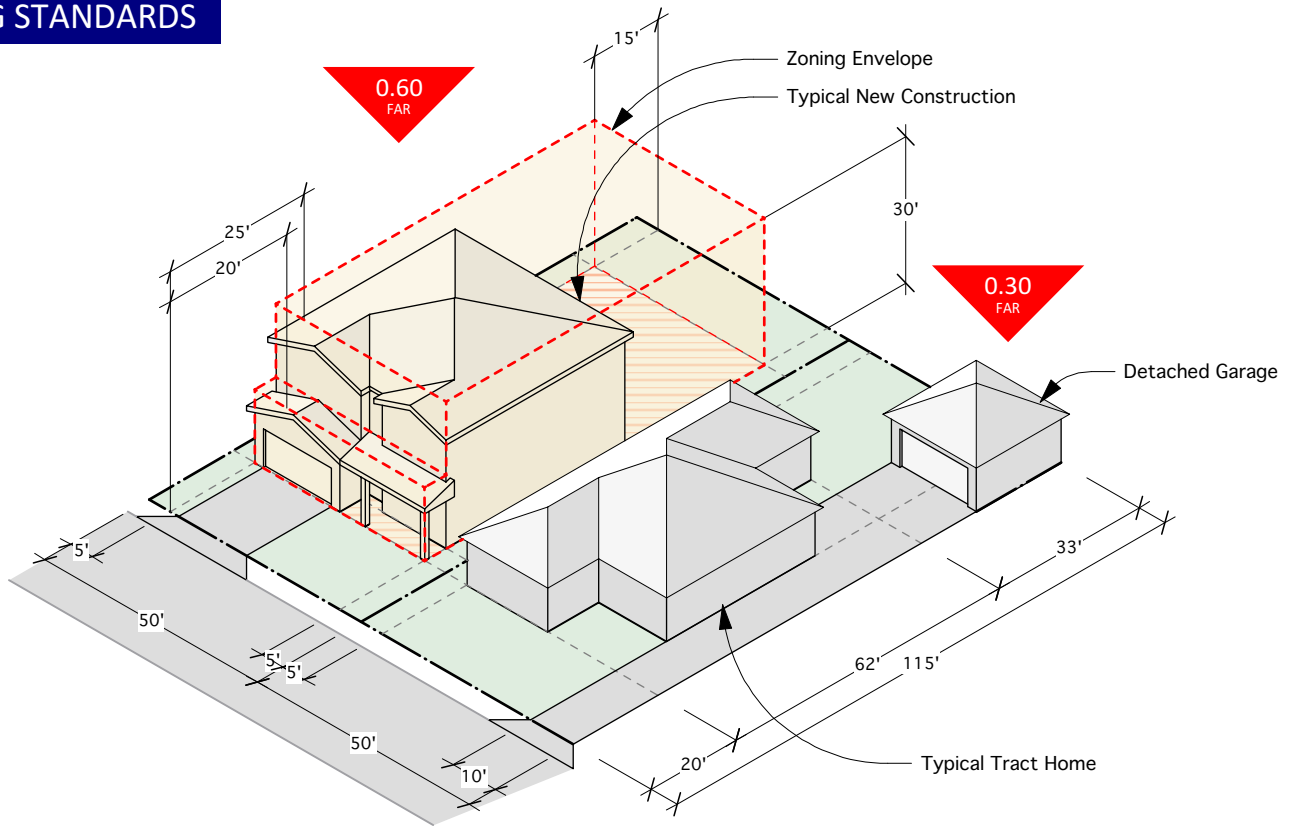 G STANDARDS
15'
Zoning Envelope
Typical New Construction
0.60
FAR
25'
20'
30'
0.30
FAR
Detached Garage
5'
50'
5'
5'
50'
10'
33'
62'
115'
20'
Typical Tract Home